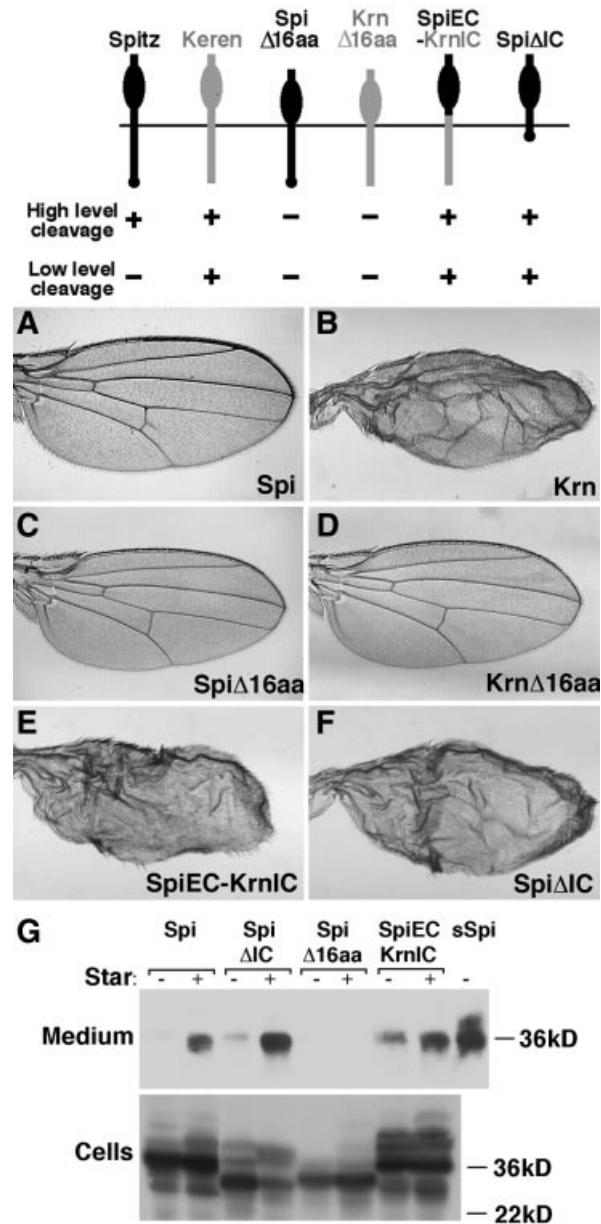 Spitz Keren Spi Δ16aa Krn Δ16aa SpiEC -KrnIC SpiΔIC
High level cleavage + + - - + +
Low level cleavage - + - - + +
A Spi
B Krn
C SpiΔ16aa
D KrnΔ16aa
E SpiEC-KrnIC
F SpiΔIC
G
Spi Spi ΔIC Spi Δ16aa SpiEC KrnIC sSpi
Star: - + - + - + - + -
Medium
36kD
Cells
36kD
22kD